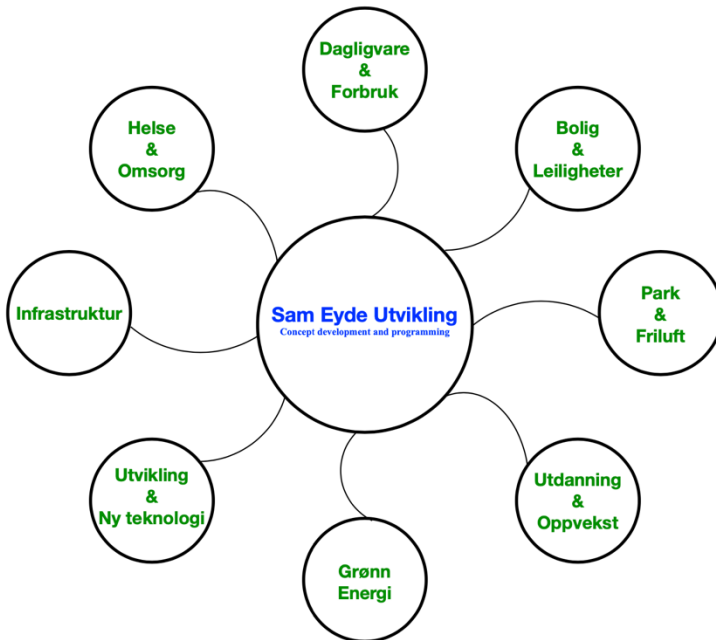 Dagligvare
&
Forbruk
Helse
&
Omsorg
Bolig
&
Leiligheter
Infrastruktur
Sam Eyde Utvikling
Concept development and programming
Park
&
Friluft
Utvikling
&
Ny teknologi
Utdanning
&
Oppvekst
Grønn
Energi